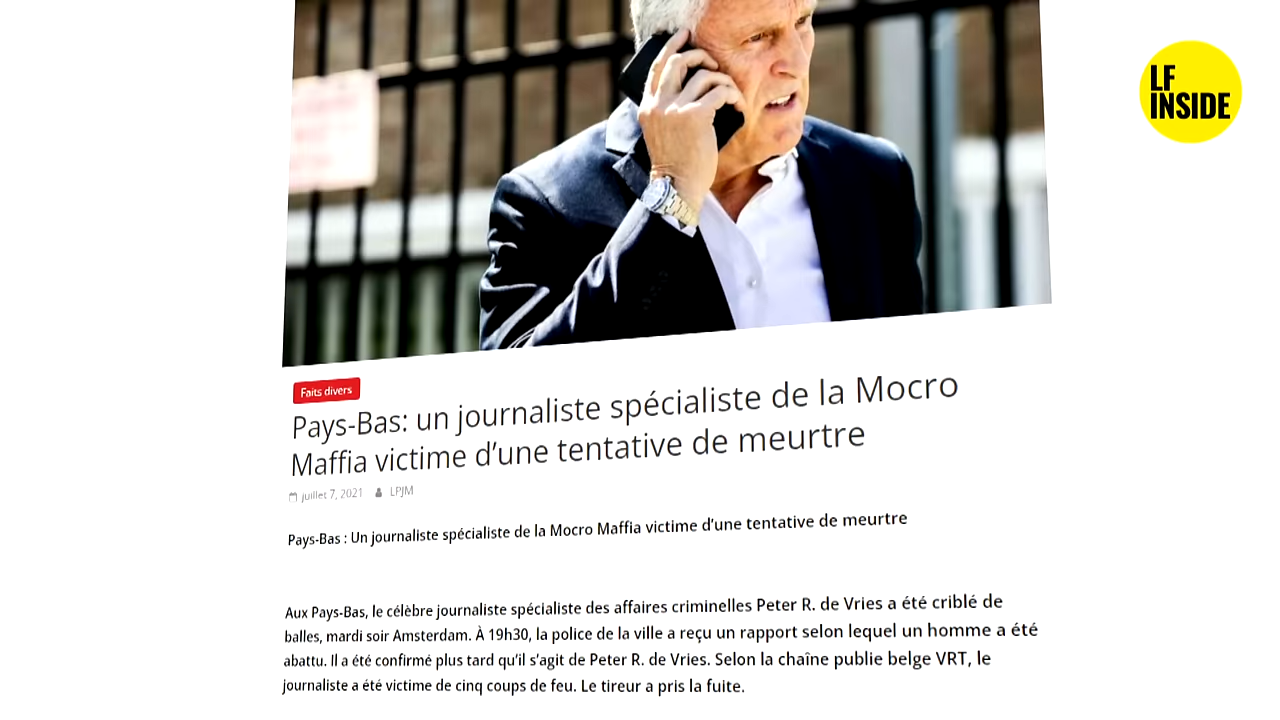 LF
INSIDE
Faits divers
Pays-Bas: un journaliste spécialiste de la Mocro
Maffia victime d’une tentative de meurtre
juillet 7, 2021 LPJM
Pays-Bas : Un journaliste spécialiste de la Mocro Maffia victime d’une tentative de meurtre
Aux Pays-Bas, le célèbre journaliste spécialiste des affaires criminelles Peter R. de Vries a été criblé de
balles, mardi soir Amsterdam. À 19h30, la police de la ville a reçu un rapport selon lequel un homme a été
abattu. Il a été confirmé plus tard qu’il s’agit de Peter R. de Vries. Selon la chaîne publie belge VRT, le
journaliste a été victime de cinq coups de feu. Le tireur a pris la fuite.